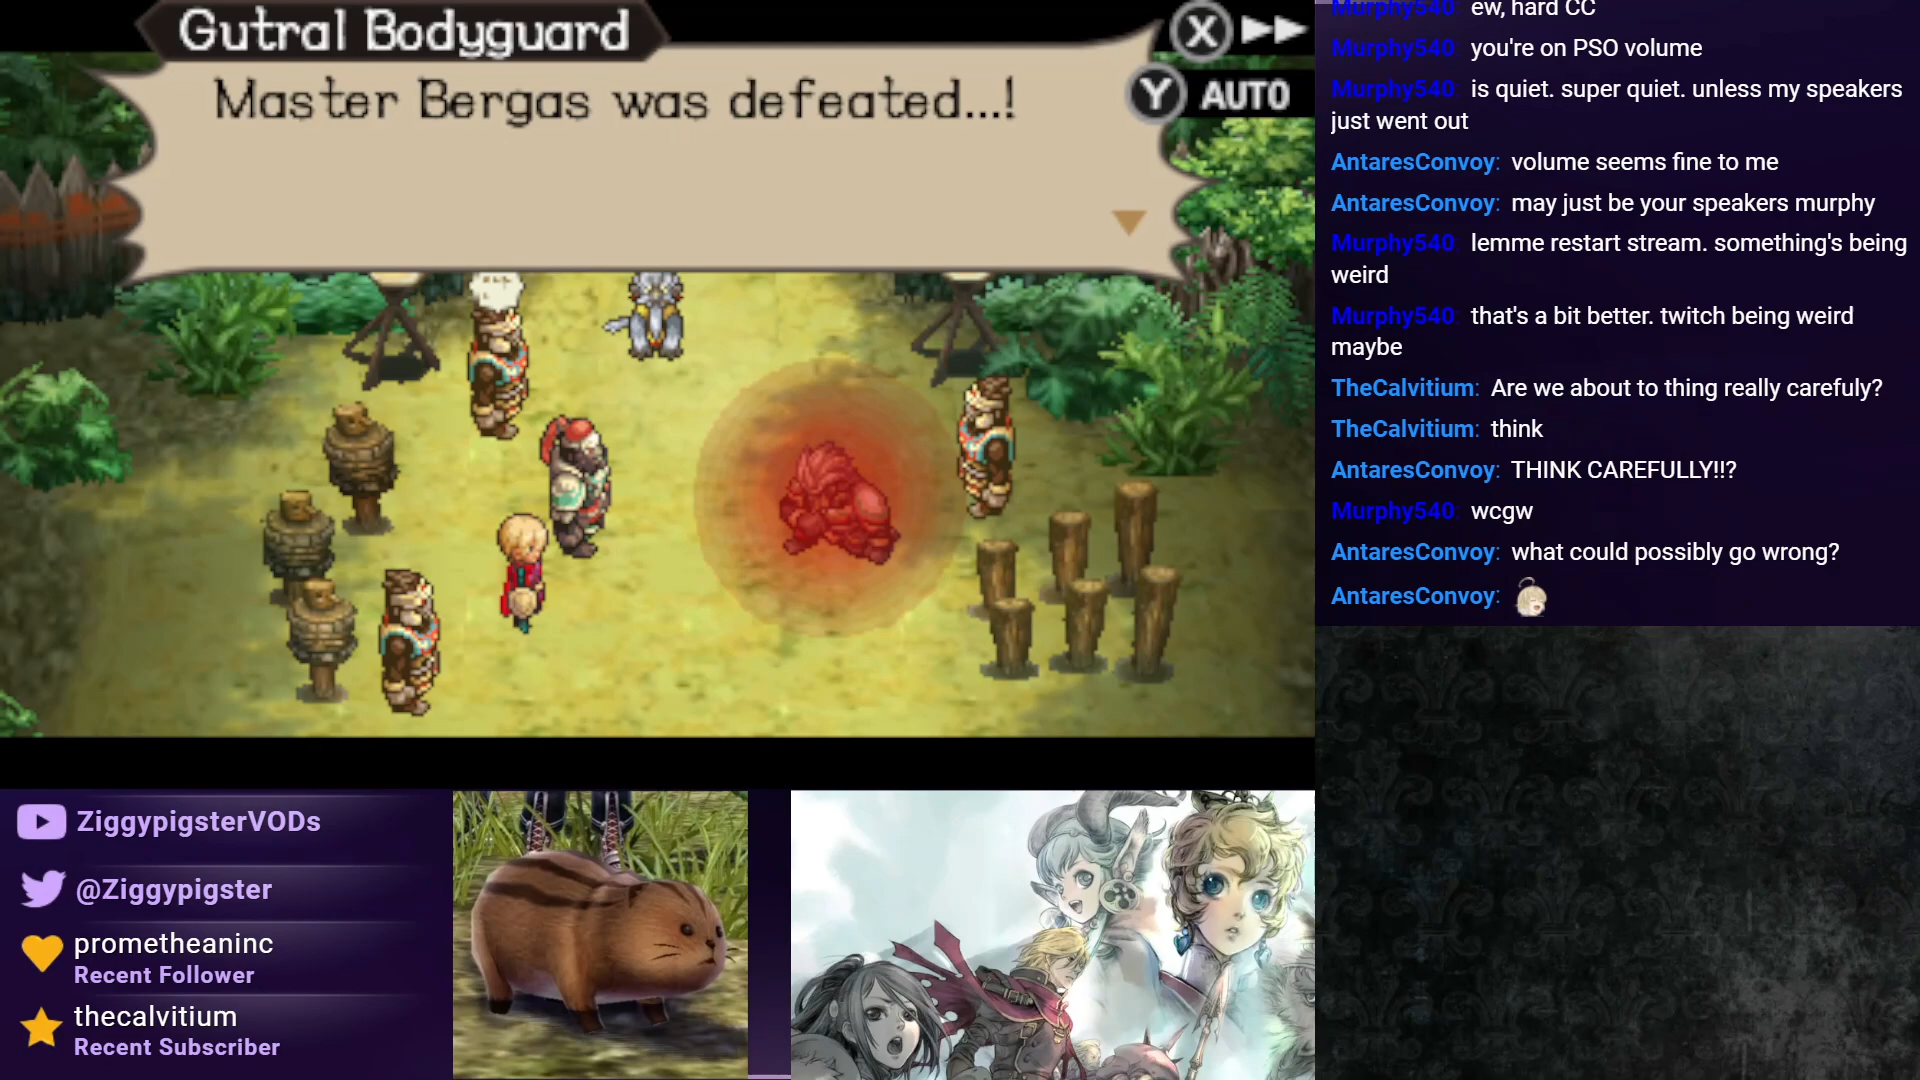 Gutral Bodyguard
Master Bergas was defeated...!
X
Y AUTO
Murphy540: ew, hard CC
Murphy540: you're on PSO volume
Murphy540: is quiet. super quiet. unless my speakers
just went out
AntaresConvoy: volume seems fine to me
AntaresConvoy: may just be your speakers murphy
Murphy540: lemme restart stream. something's being
weird
Murphy540: that's a bit better. twitch being weird
maybe
TheCalvitium: Are we about to thing really carefuly?
TheCalvitium: think
AntaresConvoy: THINK CAREFULLY!!?
Murphy540: wcgw
AntaresConvoy: what could possibly go wrong?
AntaresConvoy:
ZiggypigsterVODs
@Ziggypigster
prometheaninc
Recent Follower
thecalvitium
Recent Subscriber